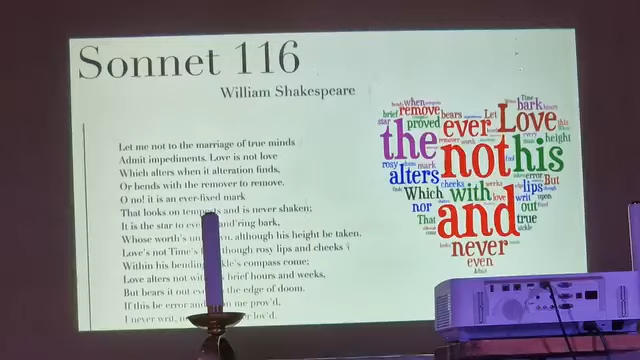 Sonnet 116
William Shakespeare
Let me not to the marriage of true minds
Admit impediments. Love is not love
Which alters when it alteration finds,
Or bends with the remover to remove.
O no! it is an ever-fixed mark
That looks on and is never shaken;
It is the star to bark,
Whose worth's although his height be taken.
Love's not Time's though rosy lips and cheeks
Within his bending compass come;
Love alters not brief hours and weeks,
But bears it out edge of doom.
If this be error and me prov'd,
I never writ, lov'd.
when
Time
bark
brief
remove
bears
Let
Love
this
star
proved
ever
height
the
not
his
rosy
mark
alters
error
But
Which
cheeks
with
love
lips
writ
upon
nor
out
That
and
true
sickle
never
even
Admit